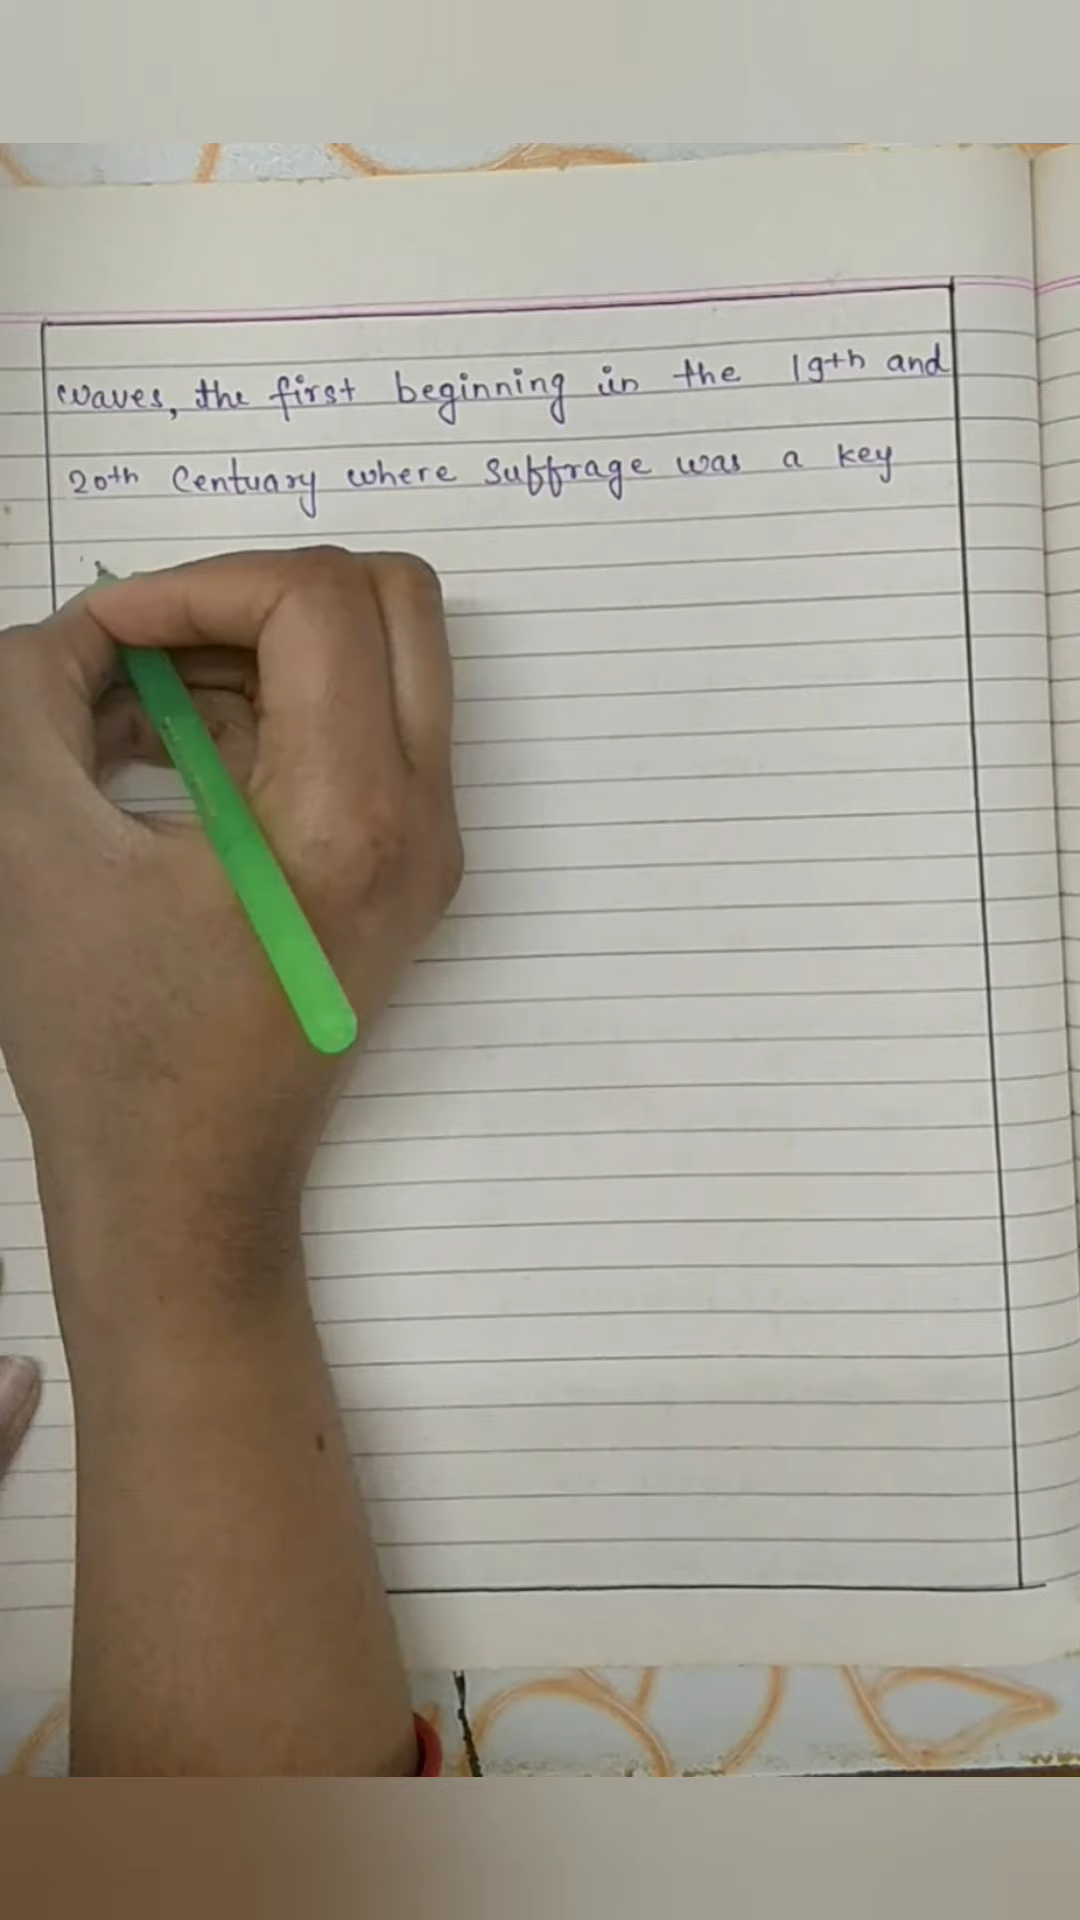 waves, the first beginning in the 19th and
20th Centuary where suffrage was a key